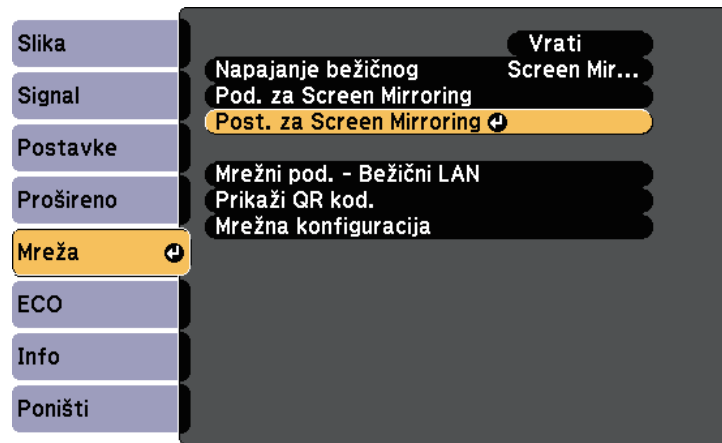 Slika
Signal
Postavke
Prošireno
Mreža
ECO
Info
Poništi
Vrati
Napajanje bežičnog Screen Mir...
Pod. za Screen Mirroring
Post. za Screen Mirroring
Mrežni pod. - Bežični LAN
Prikaži QR kod.
Mrežna konfiguracija